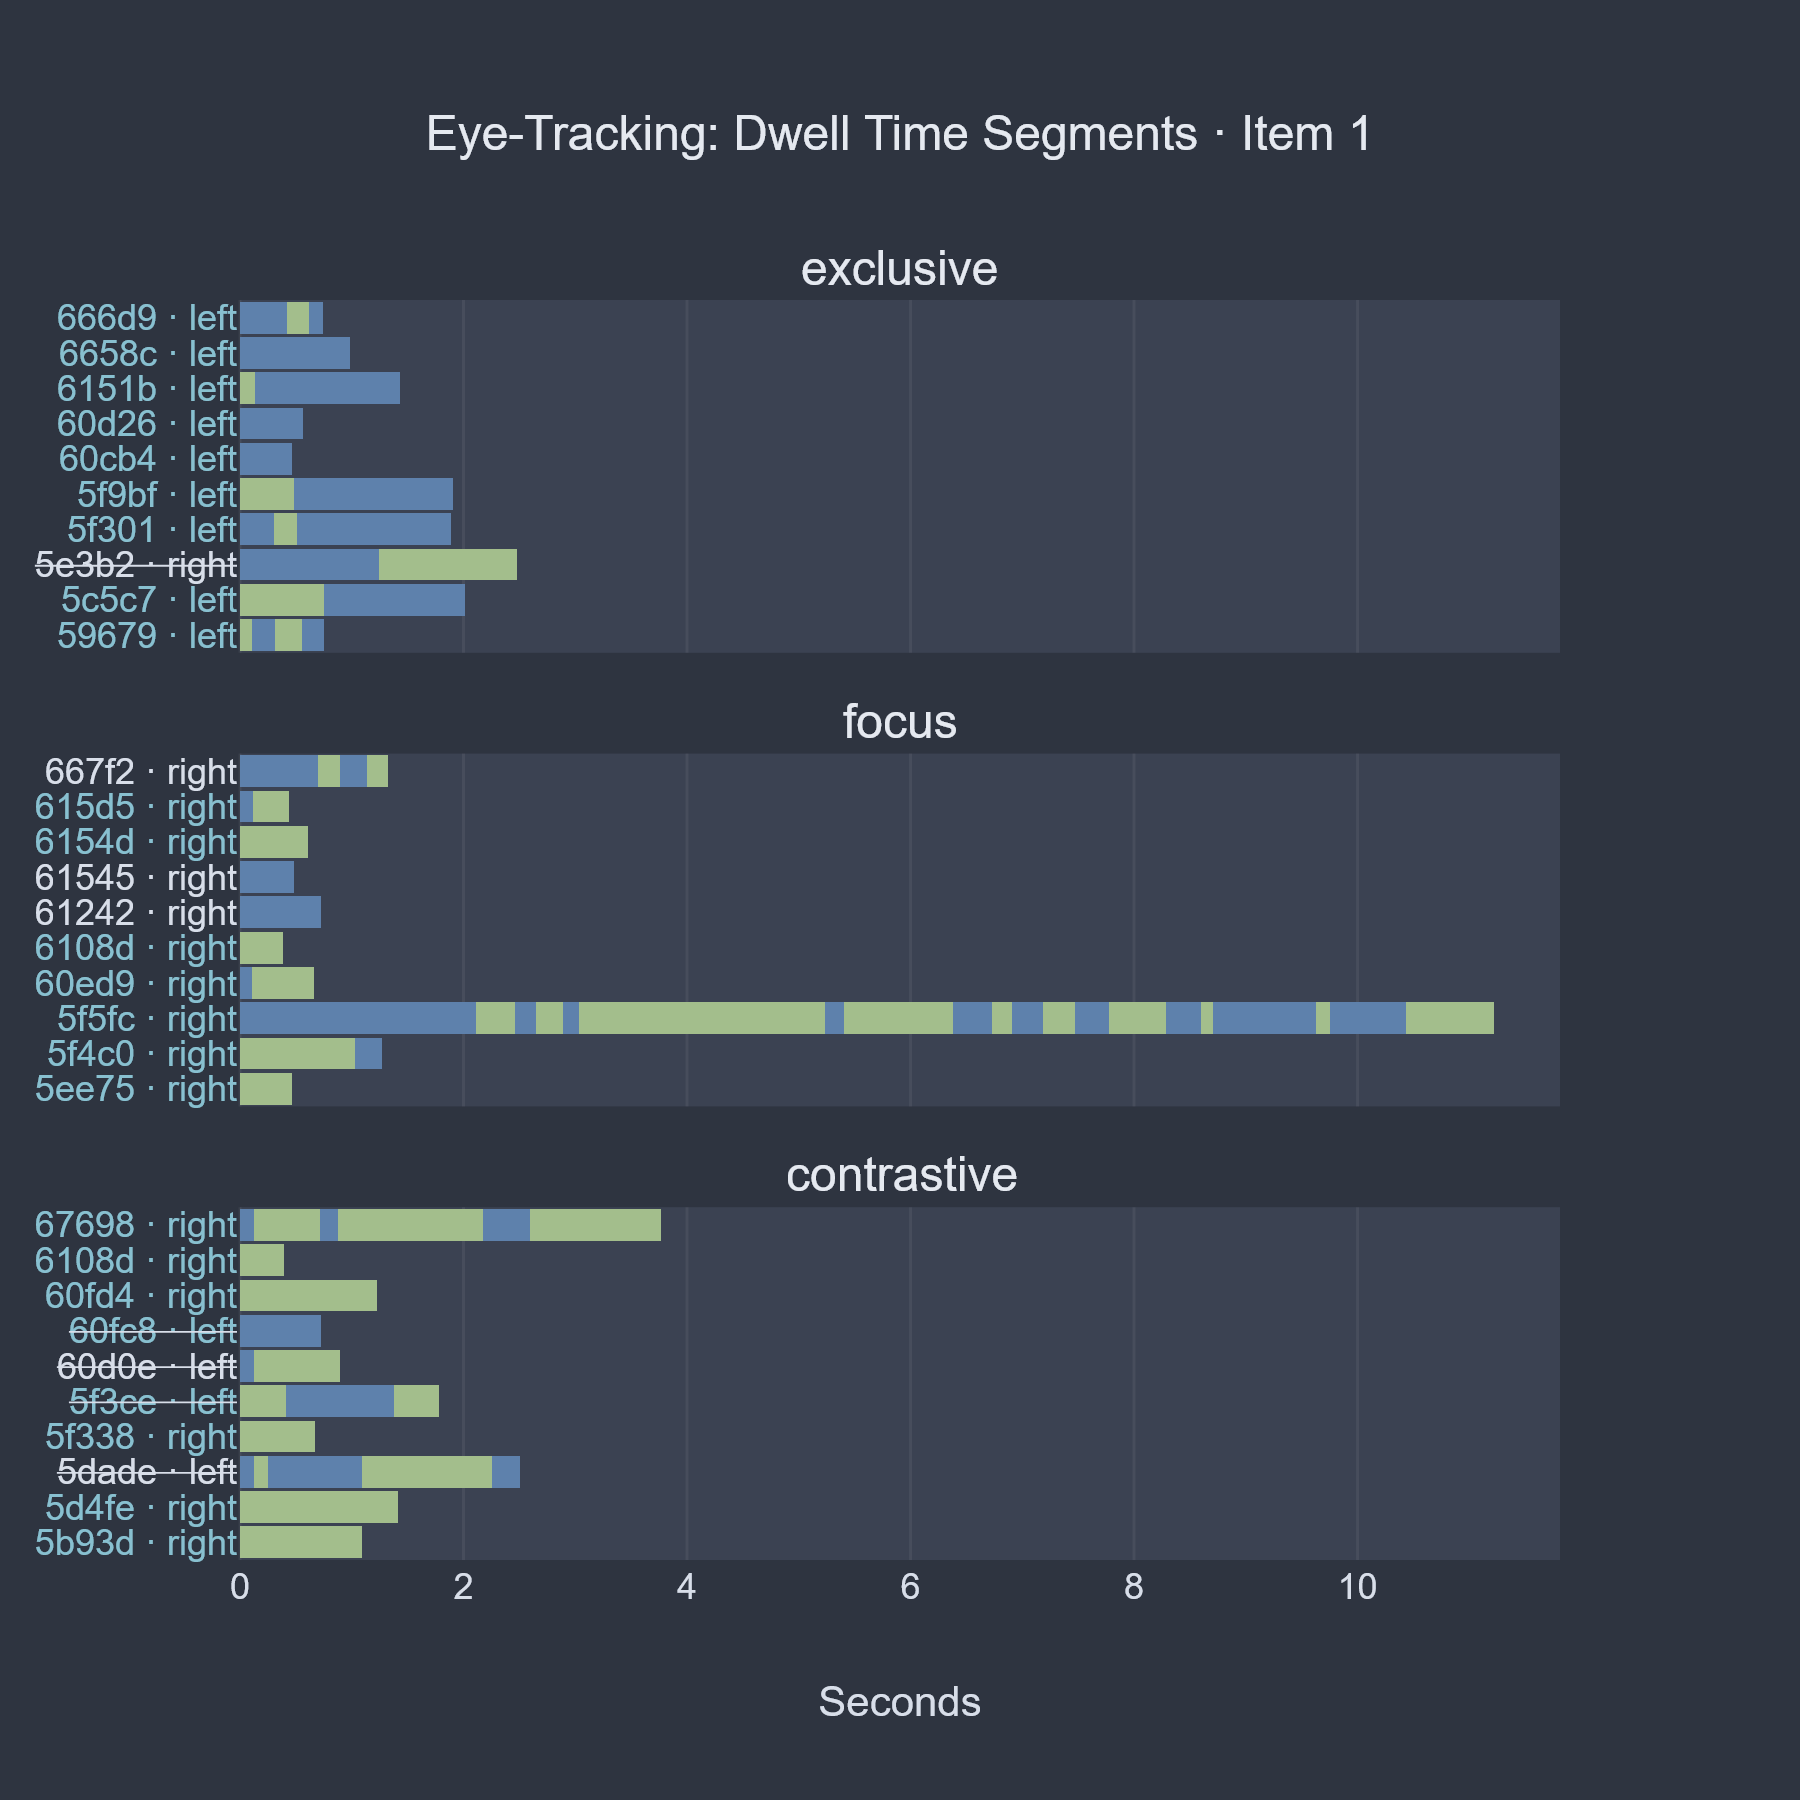 Eye-Tracking: Dwell Time Segments · Item 1
exclusive
666d9 · left
6658c · left
6151b · left
60d26 · left
60cb4 · left
5f9bf · left
5f301 · left
5e3b2 · right
5c5c7 · left
59679 · left
focus
667f2 · right
615d5 · right
6154d · right
61545 · right
61242 · right
6108d · right
60ed9 · right
5f5fc · right
5f4c0 · right
5ee75 · right
contrastive
67698 · right
6108d · right
60fd4 · right
60fc8 · left
60d0e · left
5f3ce · left
5f338 · right
5dade · left
5d4fe · right
5b93d · right
0 2 4 6 8 10
Seconds